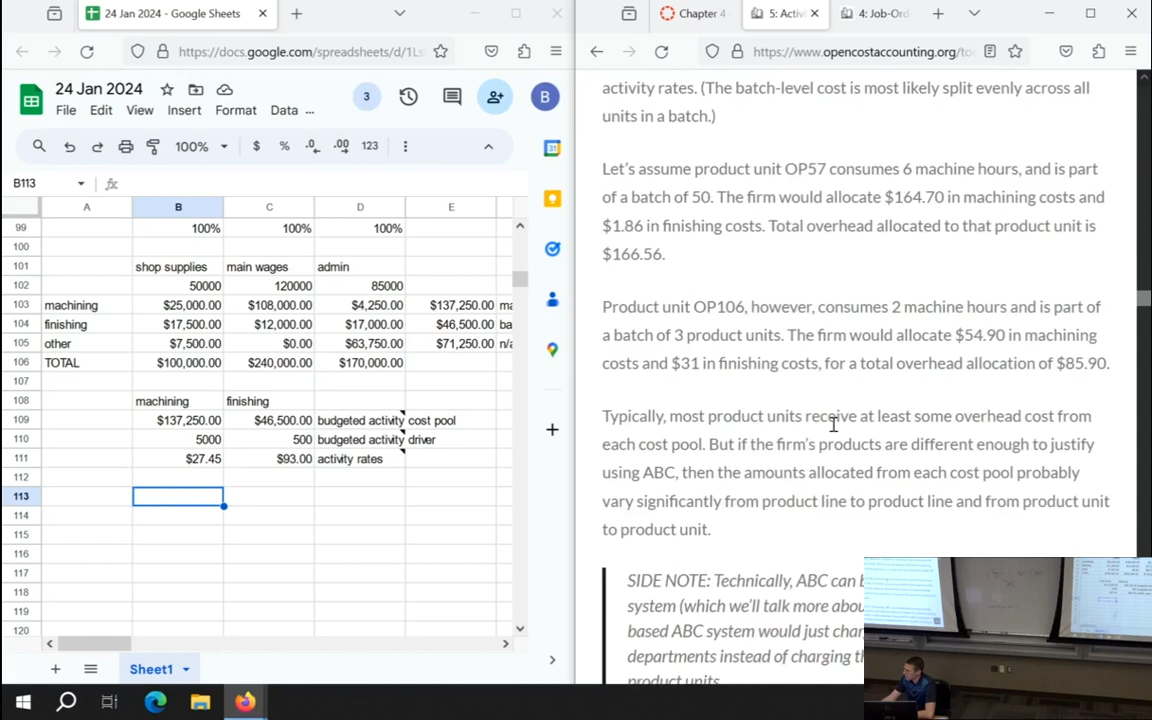 24 Jan 2024 - Google Sheets
https://docs.google.com/spreadsheets/d/1Ls
24 Jan 2024
3
B
File Edit View Insert Format Data ...
100% $ % .0 .00 123
B113 fx
A B C D E
99 100% 100% 100%
100
101 shop supplies main wages admin
102 50000 120000 85000
103 machining $25,000.00 $108,000.00 $4,250.00 $137,250.00 ma
104 finishing $17,500.00 $12,000.00 $17,000.00 $46,500.00 ba
105 other $7,500.00 $0.00 $63,750.00 $71,250.00 n/a
106 TOTAL $100,000.00 $240,000.00 $170,000.00
107
108 machining finishing
109 $137,250.00 $46,500.00 budgeted activity cost pool
110 5000 500 budgeted activity driver
111 $27.45 $93.00 activity rates
112
113
114
115
116
117
118
119
120
Sheet1
31
Chapter 4
5: Activ
4: Job-Ord
https://www.opencostaccounting.org/to
activity rates. (The batch-level cost is most likely split evenly across all
units in a batch.)
Let's assume product unit OP57 consumes 6 machine hours, and is part
of a batch of 50. The firm would allocate $164.70 in machining costs and
$1.86 in finishing costs. Total overhead allocated to that product unit is
$166.56.
Product unit OP106, however, consumes 2 machine hours and is part of
a batch of 3 product units. The firm would allocate $54.90 in machining
costs and $31 in finishing costs, for a total overhead allocation of $85.90.
Typically, most product units receive at least some overhead cost from
each cost pool. But if the firm's products are different enough to justify
using ABC, then the amounts allocated from each cost pool probably
vary significantly from product line to product line and from product unit
to product unit.
SIDE NOTE: Technically, ABC can b
system (which we'll talk more abou
based ABC system would just char
departments instead of charging th
product units.